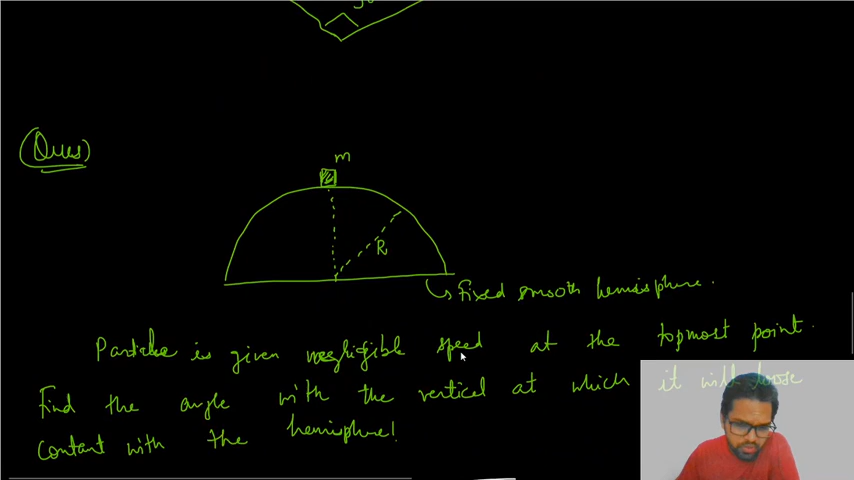 Ques
m
R
Fixed smooth hemisphere.
Particle is given negligible speed at the topmost point.
Find the angle with the vertical at which it will loose
contant with the hemisphere!